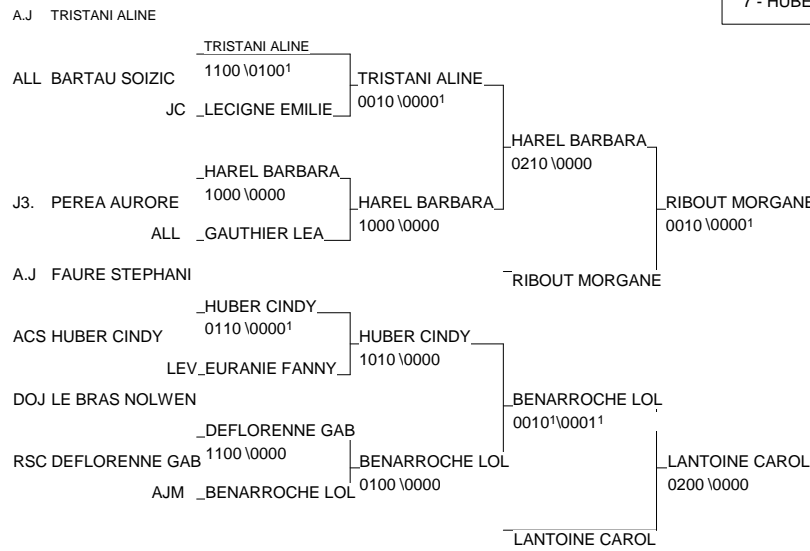 7 - HUBE
A.J TRISTANI ALINE
TRISTANI ALINE
ALL BARTAU SOIZIC 1100 \0100¹ TRISTANI ALINE
JC LECIGNE EMILIE 0010 \0000¹
HAREL BARBARA
0210 \0000
HAREL BARBARA
J3. PEREA AURORE 1000 \0000 HAREL BARBARA RIBOUT MORGANE
ALL GAUTHIER LEA 1000 \0000 0010 \0000¹
A.J FAURE STEPHANI RIBOUT MORGANE
HUBER CINDY
ACS HUBER CINDY 0110 \0000¹ HUBER CINDY
LEV EURANIE FANNY 1010 \0000
DOJ LE BRAS NOLWEN BENARROCHE LOL
0010¹\0001¹
DEFLORENNE GAB
RSC DEFLORENNE GAB 1100 \0000 BENARROCHE LOL LANTOINE CAROL
AJM BENARROCHE LOL 0100 \0000 0200 \0000
LANTOINE CAROL